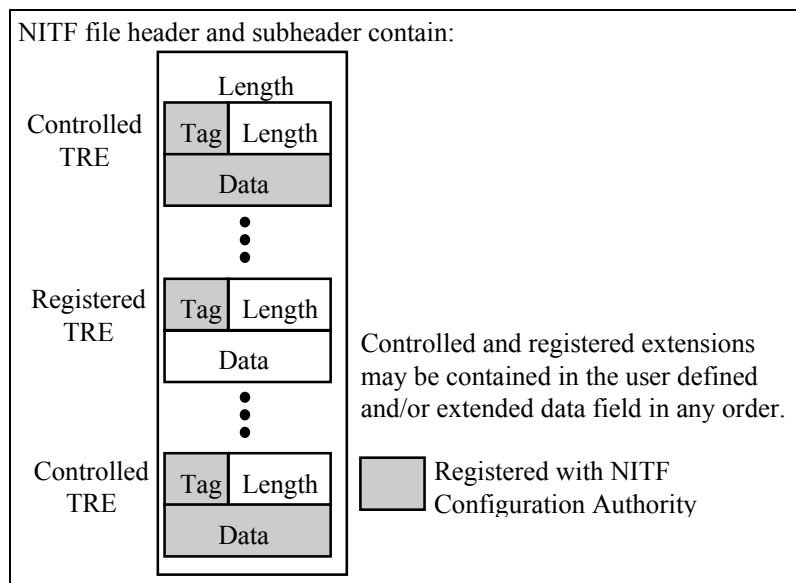 NITF file header and subheader contain:
Length
Controlled
TRE
Tag
Length
Data
Registered
TRE
Tag
Length
Data
Controlled and registered extensions
may be contained in the user defined
and/or extended data field in any order.
Controlled
TRE
Tag
Length
Data
Registered with NITF
Configuration Authority